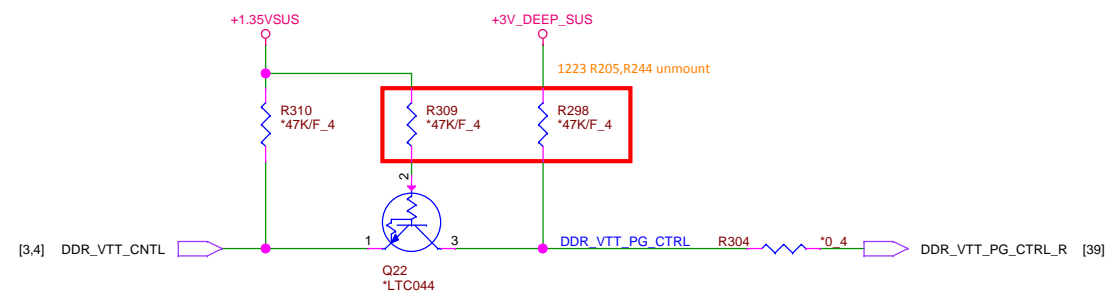 +1.35VSUS
+3V_DEEP_SUS
1223 R205,R244 unmount
R310
*47K/F_4
R309
*47K/F_4
R298
*47K/F_4
2
[3,4] DDR_VTT_CNTL
1
3
DDR_VTT_PG_CTRL
R304
*0_4
DDR_VTT_PG_CTRL_R [39]
Q22
*LTC044